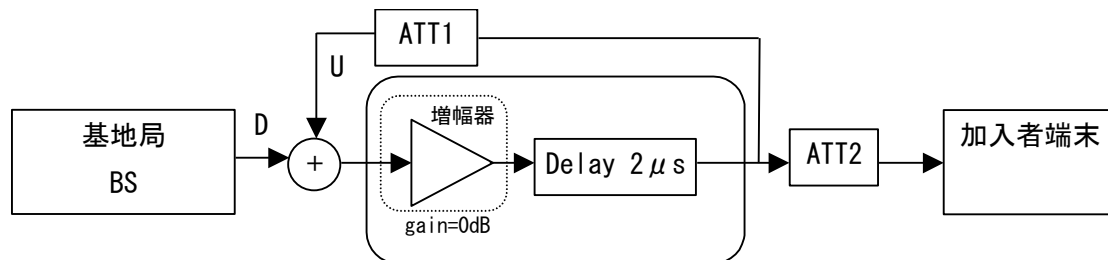 ATT1
U
D
基地局
BS
+
増幅器
gain=0dB
Delay 2μs
ATT2
加入者端末